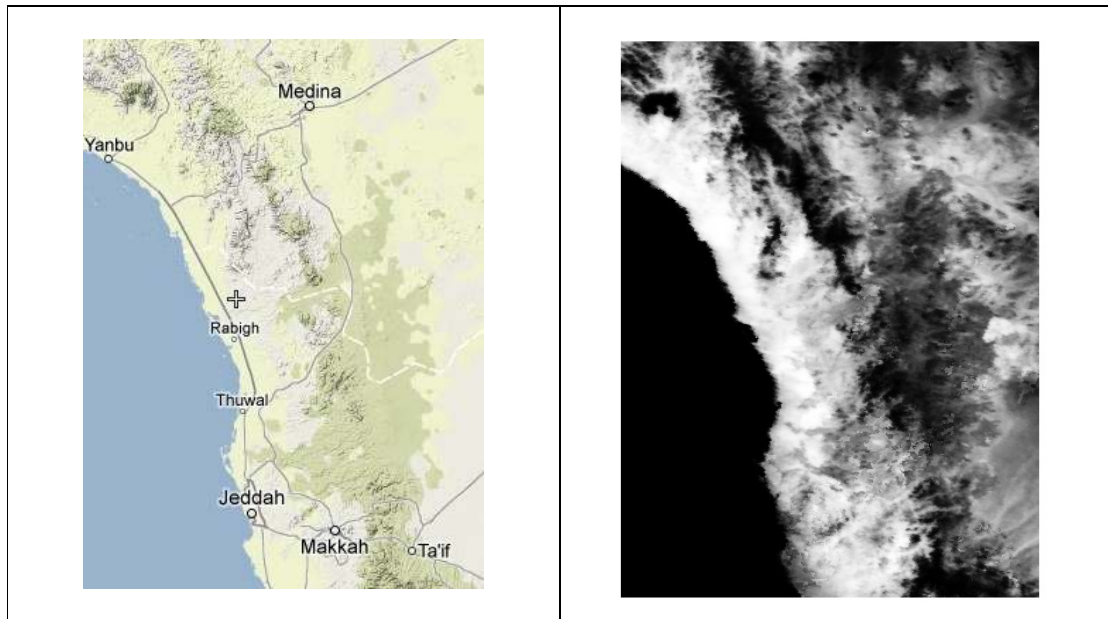 Medina
Yanbu
Rabigh
Thuwal
Jeddah
Makkah
Ta'if